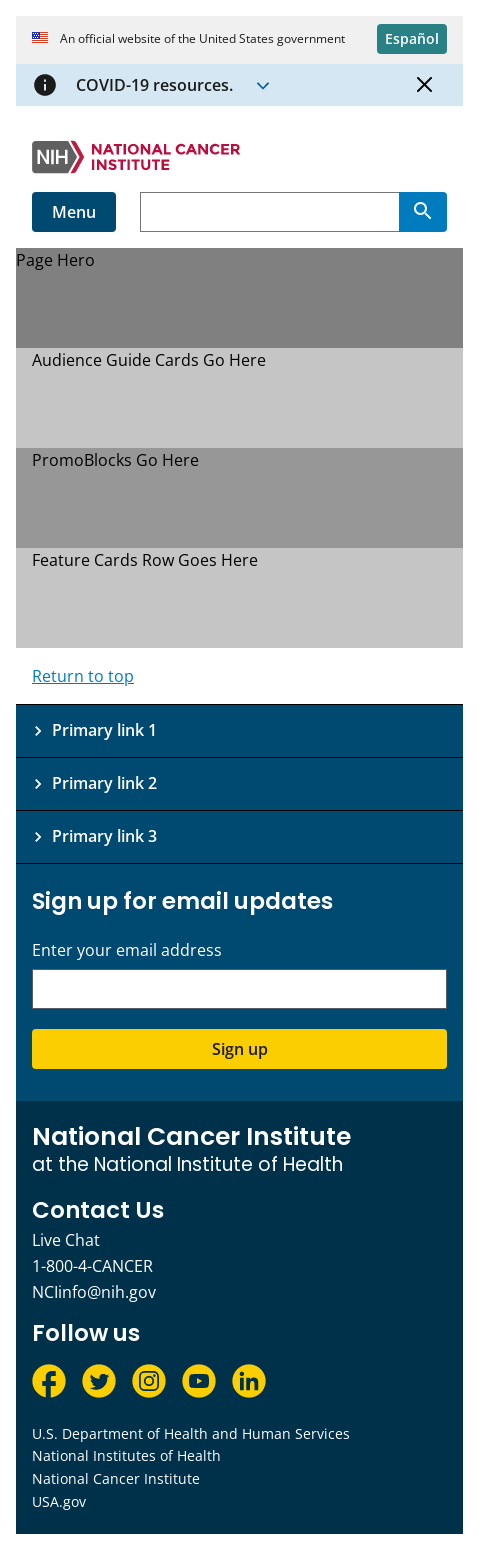 An official website of the United States government
Español
COVID-19 resources.
NIH NATIONAL CANCER INSTITUTE
Menu
Page Hero
Audience Guide Cards Go Here
PromoBlocks Go Here
Feature Cards Row Goes Here
Return to top
Primary link 1
Primary link 2
Primary link 3
Sign up for email updates
Enter your email address
Sign up
National Cancer Institute
at the National Institute of Health
Contact Us
Live Chat
1-800-4-CANCER
NCIinfo@nih.gov
Follow us
U.S. Department of Health and Human Services
National Institutes of Health
National Cancer Institute
USA.gov